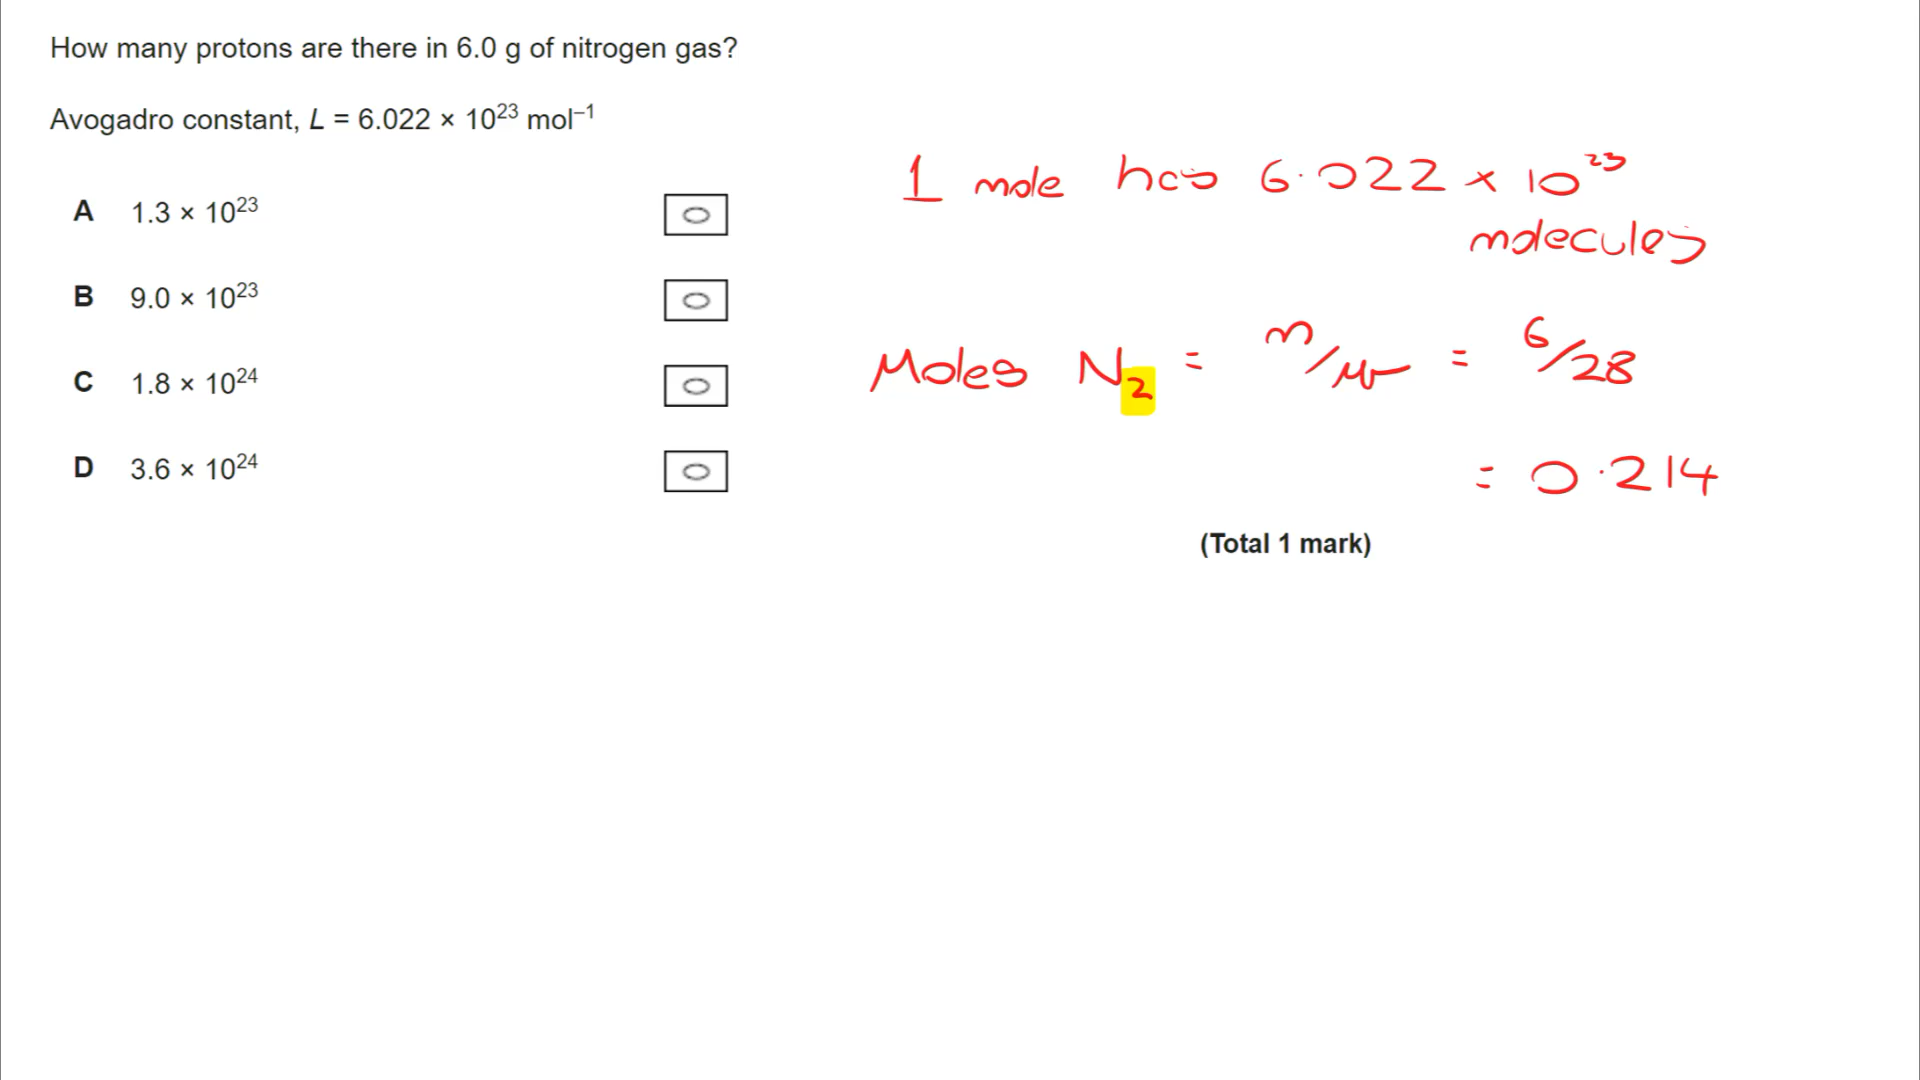 How many protons are there in 6.0 g of nitrogen gas?
Avogadro constant, L = 6.022 × 10²³ mol⁻¹
A 1.3 × 10²³
B 9.0 × 10²³
C 1.8 × 10²⁴
D 3.6 × 10²⁴
1 mole has 6.022 × 10²³
molecules
Moles N₂ = m/Mr = 6/28
= 0.214
(Total 1 mark)